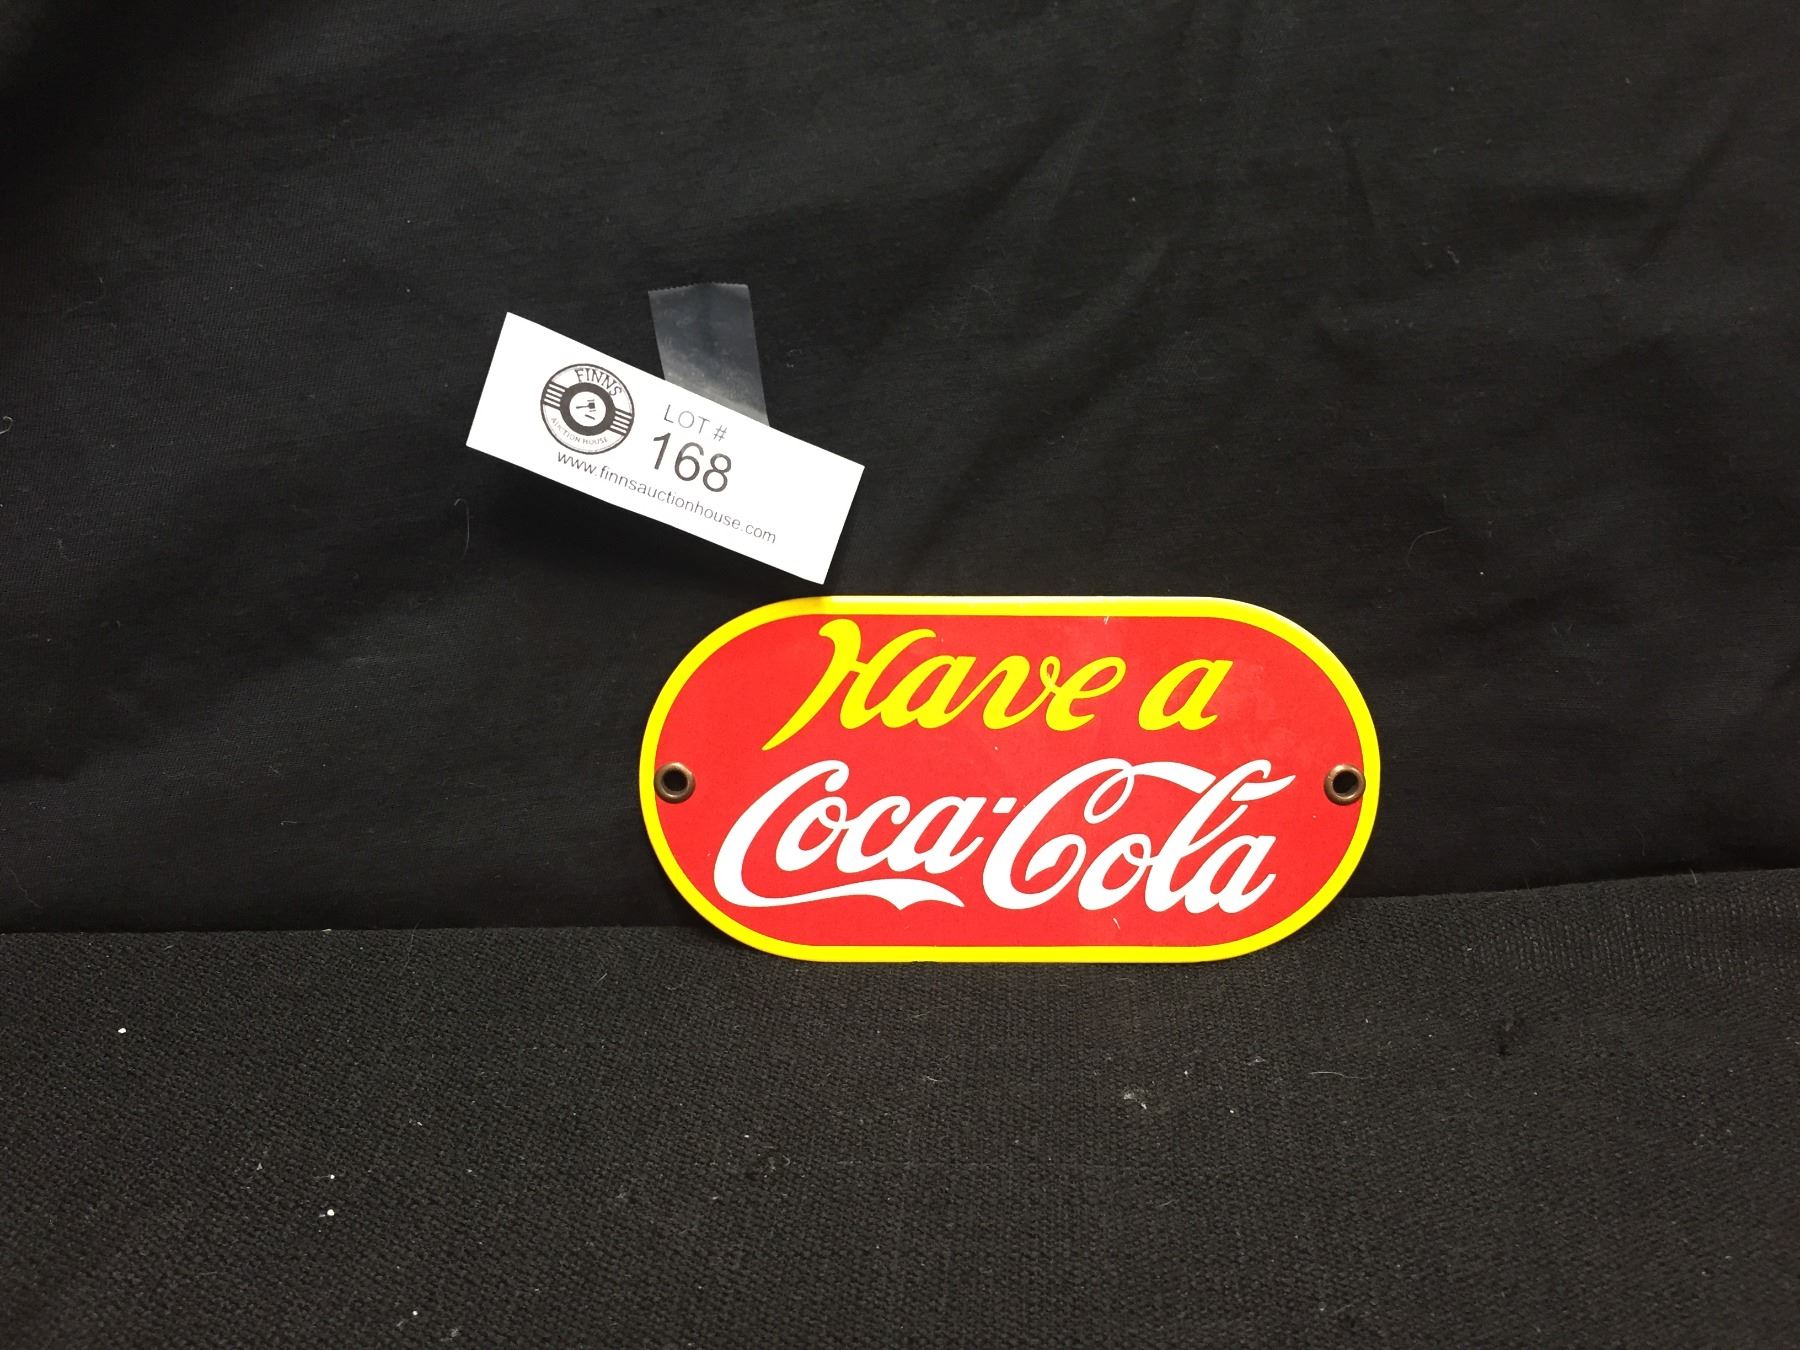 FINNS
AUCTION HOUSE
LOT #
168
www.finnsauctionhouse.com
Have a
Coca-Cola